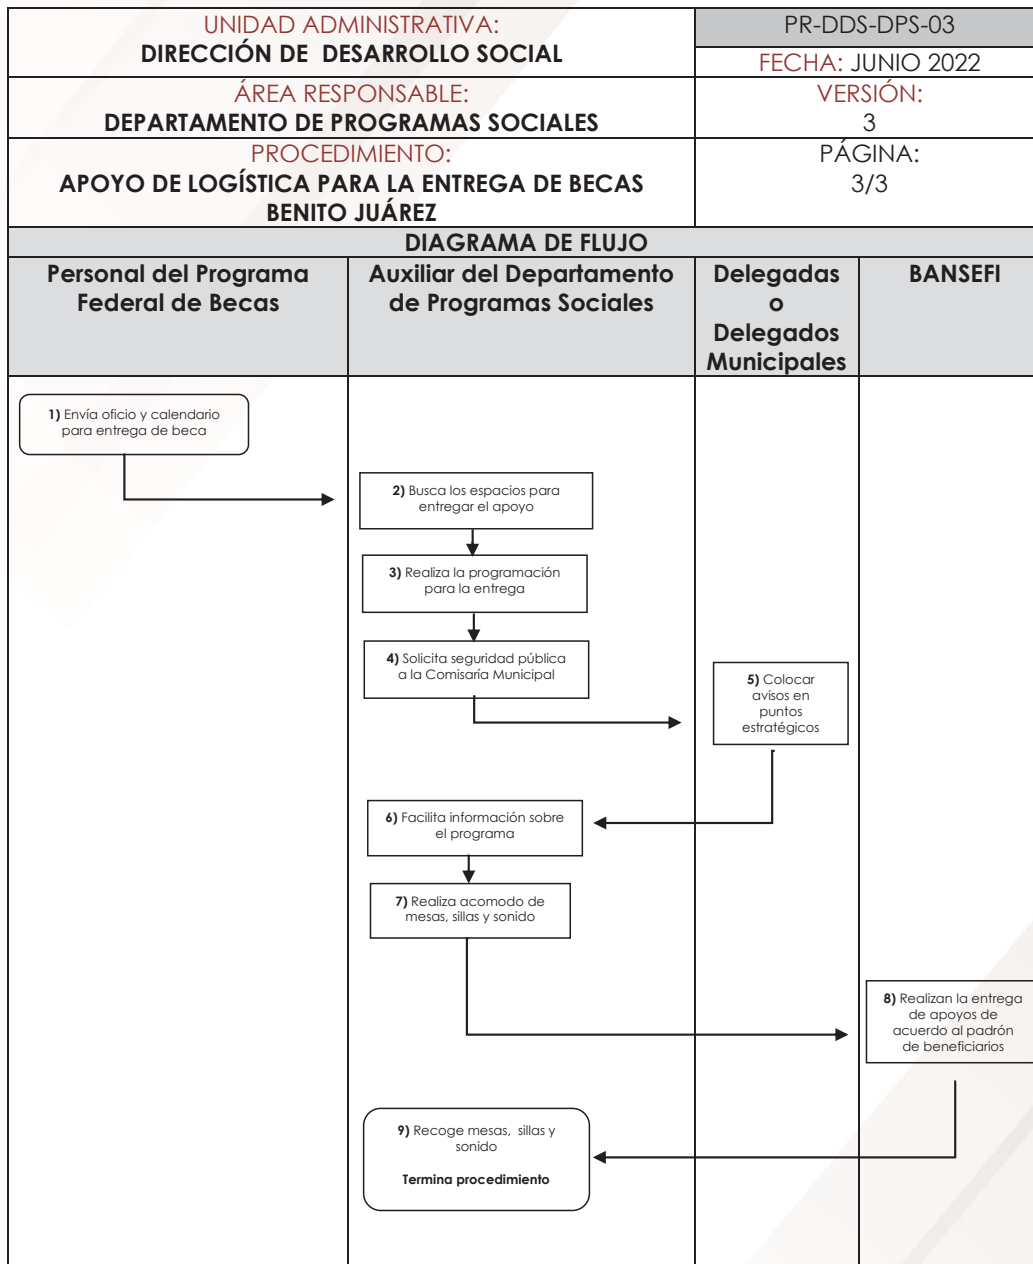 UNIDAD ADMINISTRATIVA:
DIRECCIÓN DE DESARROLLO SOCIAL
PR-DDS-DPS-03
FECHA: JUNIO 2022
ÁREA RESPONSABLE:
DEPARTAMENTO DE PROGRAMAS SOCIALES
VERSIÓN:
3
PROCEDIMIENTO:
APOYO DE LOGÍSTICA PARA LA ENTREGA DE BECAS
BENITO JUÁREZ
PÁGINA:
3/3
DIAGRAMA DE FLUJO
Personal del Programa
Federal de Becas
Auxiliar del Departamento
de Programas Sociales
Delegadas
o
Delegados
Municipales
BANSEFI
1) Envía oficio y calendario
para entrega de beca
2) Busca los espacios para
entregar el apoyo
3) Realiza la programación
para la entrega
4) Solicita seguridad pública
a la Comisaría Municipal
5) Colocar
avisos en
puntos
estratégicos
6) Facilita información sobre
el programa
7) Realiza acomodo de
mesas, sillas y sonido
8) Realizan la entrega
de apoyos de
acuerdo al padrón
de beneficiarios
9) Recoge mesas, sillas y
sonido
Termina procedimiento